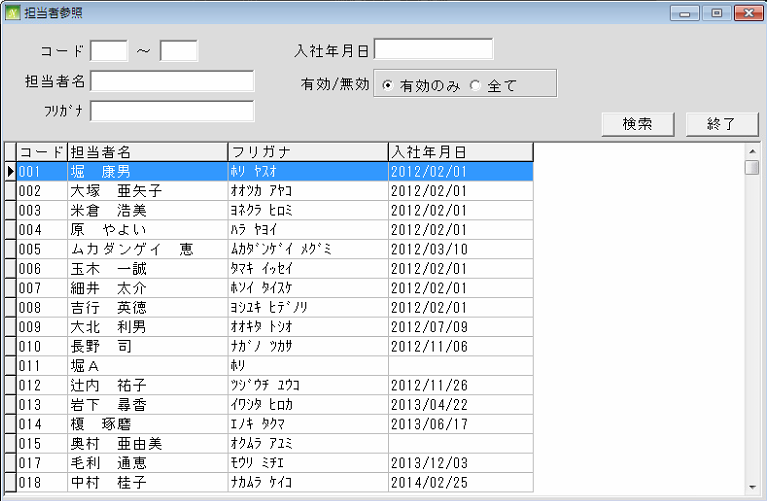 担当者参照
コード ～ 入社年月日
担当者名 有効/無効 有効のみ 全て
ﾌﾘｶﾞﾅ
検索 終了
コード 担当者名 フリガナ 入社年月日
001 堀　康男 ﾎﾘ ﾔｽｵ 2012/02/01
002 大塚　亜矢子 ｵｵﾂｶ ｱﾔｺ 2012/02/01
003 米倉　浩美 ﾖﾈｸﾗ ﾋﾛﾐ 2012/02/01
004 原　やよい ﾊﾗ ﾔﾖｲ 2012/02/01
005 ムカダンゲイ　恵 ﾑｶﾀﾞﾝｹﾞｲ ﾒｸﾞﾐ 2012/03/10
006 玉木　一誠 ﾀﾏｷ ｲｯｾｲ 2012/02/01
007 細井　太介 ﾎｿｲ ﾀｲｽｹ 2012/02/01
008 吉行　英徳 ﾖｼﾕｷ ﾋﾃﾞﾉﾘ 2012/02/01
009 大北　利男 ｵｵｷﾀ ﾄｼｵ 2012/07/09
010 長野　司 ﾅｶﾞﾉ ﾂｶｻ 2012/11/06
011 堀Ａ ﾎﾘ
012 辻内　祐子 ﾂｼﾞｳﾁ ﾕｳｺ 2012/11/26
013 岩下　尋香 ｲﾜｼﾀ ﾋﾛｶ 2013/04/22
014 榎　琢磨 ｴﾉｷ ﾀｸﾏ 2013/06/17
015 奥村　亜由美 ｵｸﾑﾗ ｱﾕﾐ
017 毛利　通恵 ﾓｳﾘ ﾐﾁｴ 2013/12/03
018 中村　桂子 ﾅｶﾑﾗ ｹｲｺ 2014/02/25